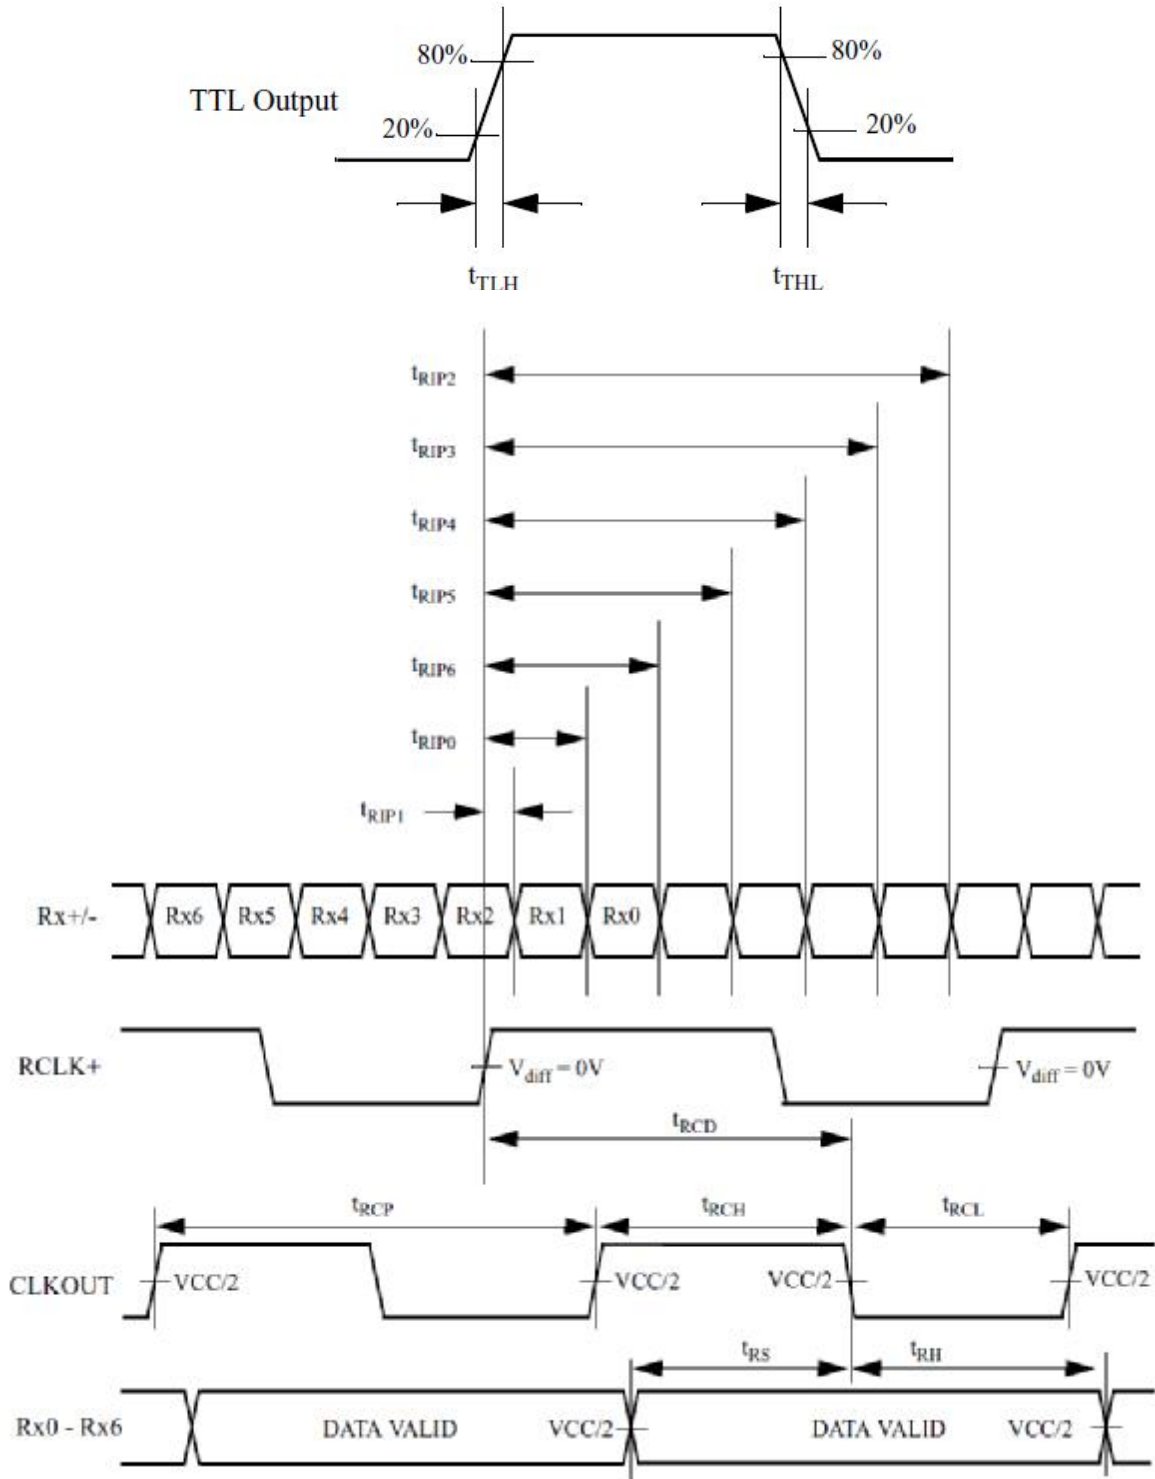 80%
80%
TTL Output
20%
20%
tTLH
tTHL
tRIP2
tRIP3
tRIP4
tRIP5
tRIP6
tRIP0
tRIP1
Rx+/-
Rx6
Rx5
Rx4
Rx3
Rx2
Rx1
Rx0
RCLK+
Vdiff = 0V
Vdiff = 0V
tRCD
tRCP
tRCH
tRCL
CLKOUT
VCC/2
VCC/2
VCC/2
VCC/2
tRS
tRH
Rx0 - Rx6
DATA VALID
VCC/2
DATA VALID
VCC/2